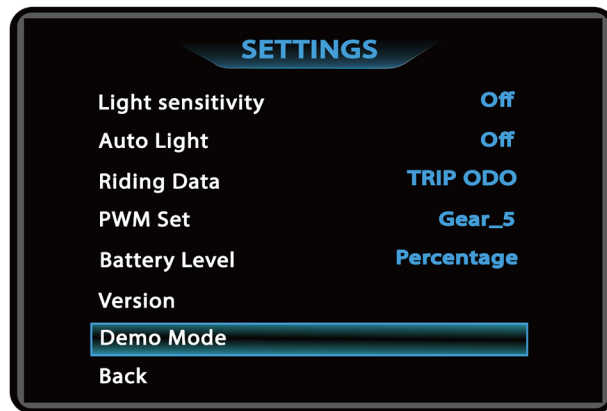 SETTINGS
Light sensitivity Off
Auto Light Off
Riding Data TRIP ODO
PWM Set Gear_5
Battery Level Percentage
Version
Demo Mode
Back